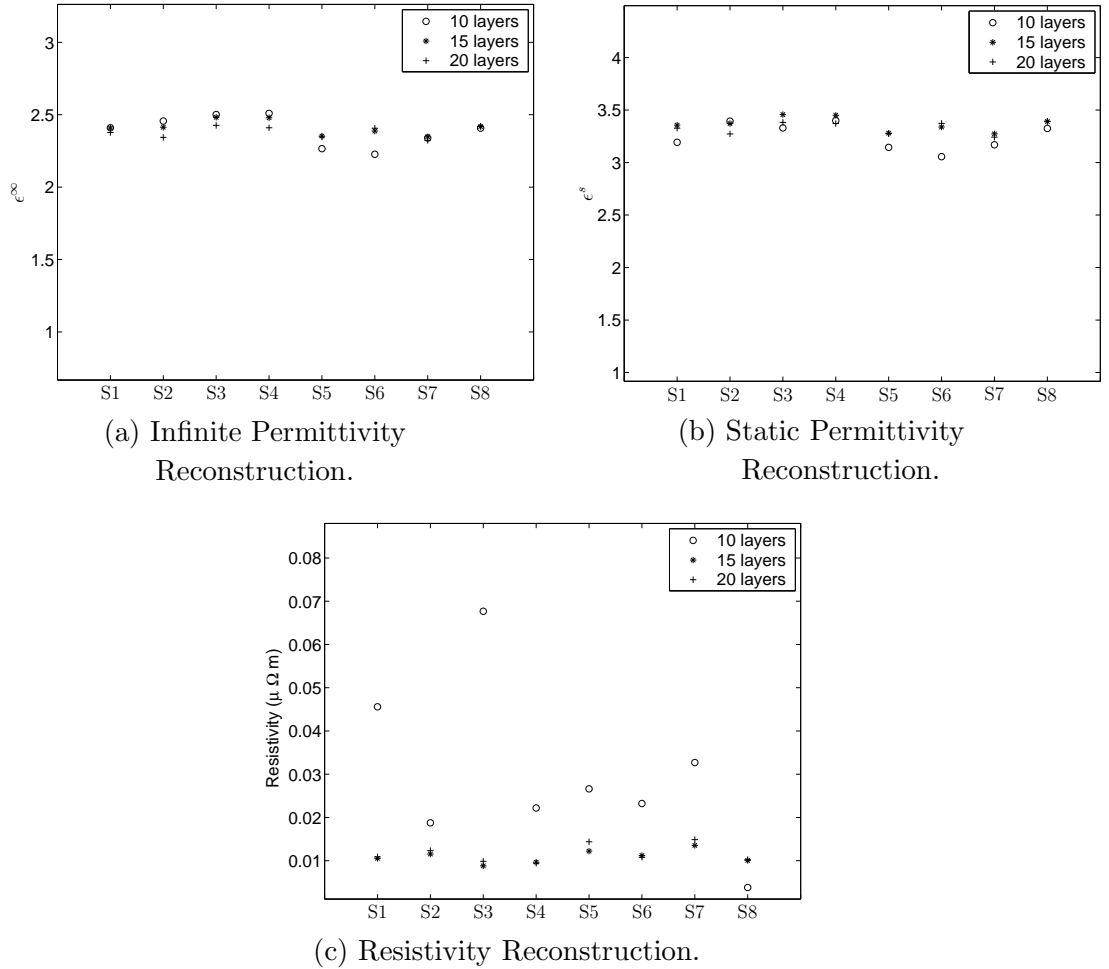 10 layers
15 layers
20 layers
3
2.5
2
1.5
1
ϵ∞
S1 S2 S3 S4 S5 S6 S7 S8
(a) Infinite Permittivity
Reconstruction.
10 layers
15 layers
20 layers
4
3.5
3
2.5
2
1.5
1
ϵs
S1 S2 S3 S4 S5 S6 S7 S8
(b) Static Permittivity
Reconstruction.
10 layers
15 layers
20 layers
0.08
0.07
0.06
0.05
0.04
0.03
0.02
0.01
Resistivity (μ Ω m)
S1 S2 S3 S4 S5 S6 S7 S8
(c) Resistivity Reconstruction.